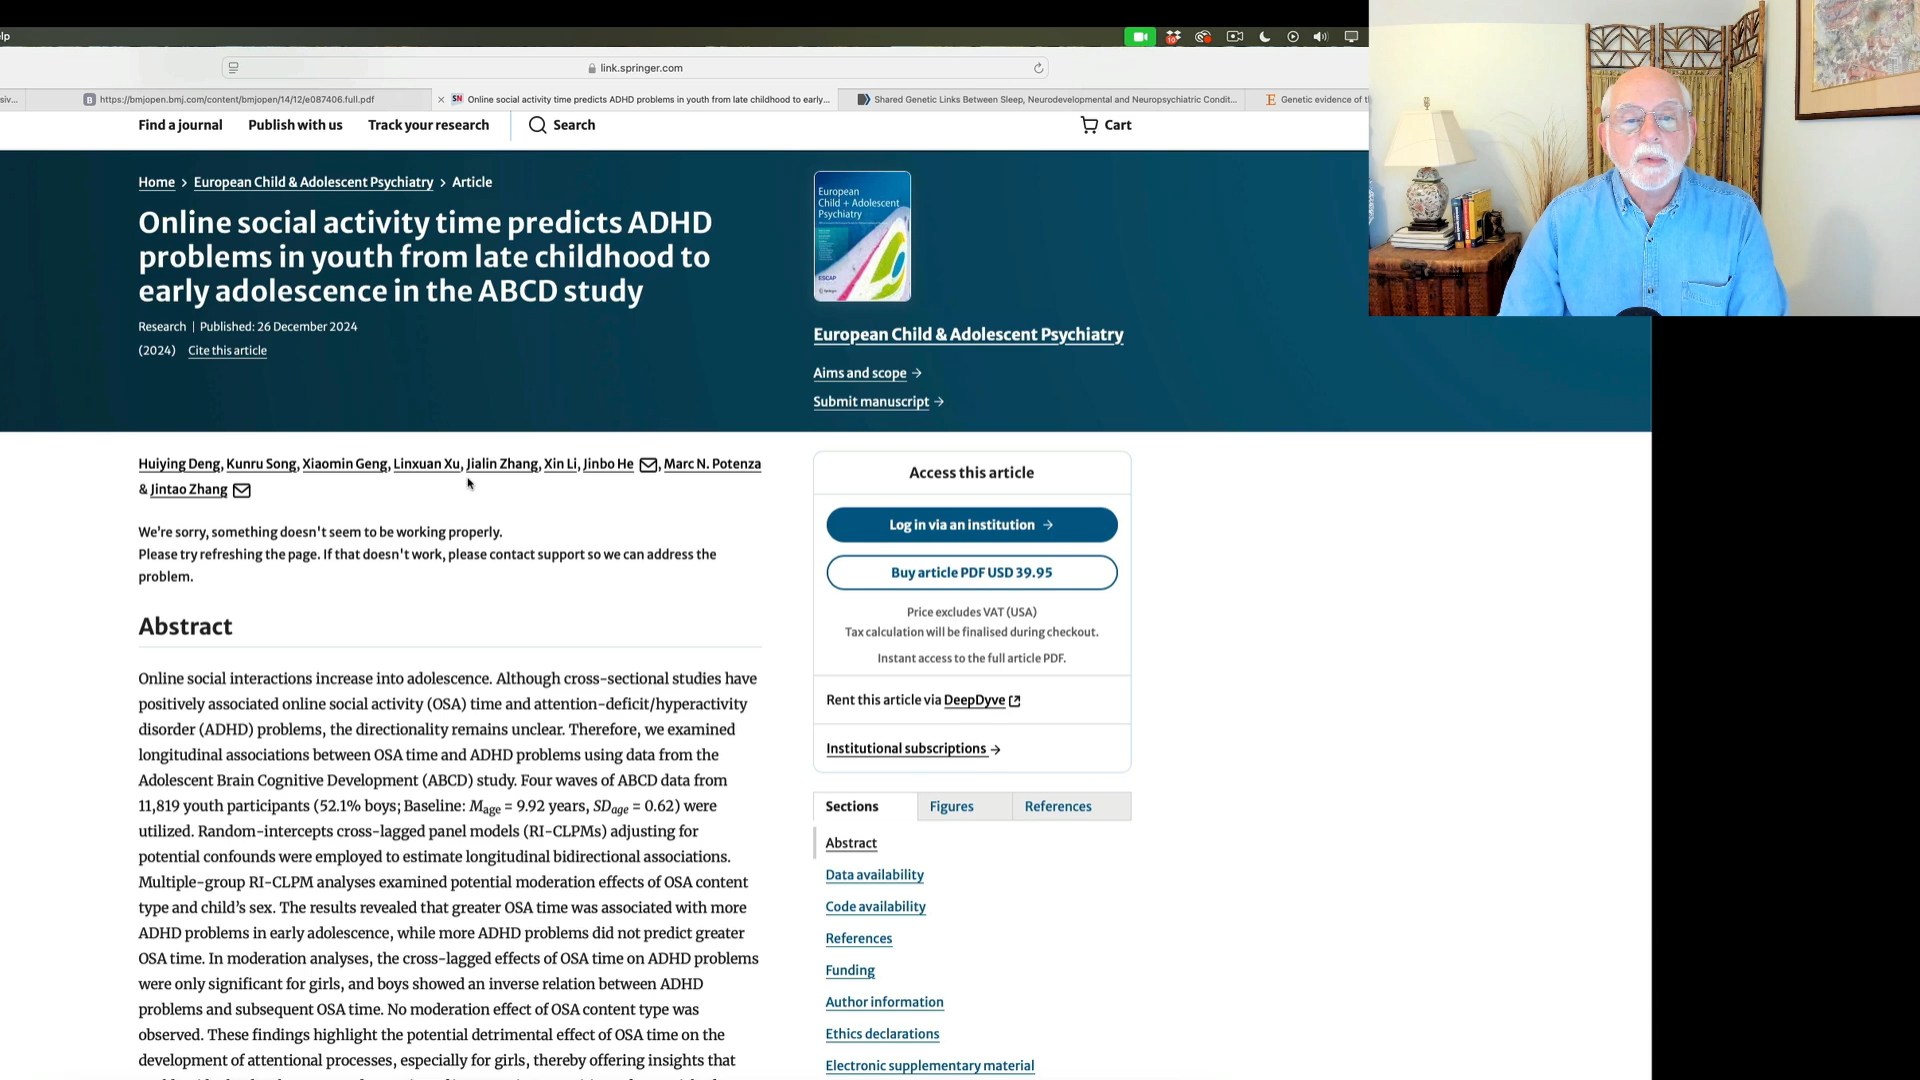 lp
10
link.springer.com
siv...
B https://bmjopen.bmj.com/content/bmjopen/14/12/e087406.full.pdf
SN Online social activity time predicts ADHD problems in youth from late childhood to early...
Shared Genetic Links Between Sleep, Neurodevelopmental and Neuropsychiatric Condit...
E Genetic evidence of t
Find a journal Publish with us Track your research Search Cart
Home > European Child & Adolescent Psychiatry > Article
Online social activity time predicts ADHD
problems in youth from late childhood to
early adolescence in the ABCD study
Research | Published: 26 December 2024
(2024) Cite this article
European
Child + Adolescent
Psychiatry
ESCAP
European Child & Adolescent Psychiatry
Aims and scope →
Submit manuscript →
Huiying Deng, Kunru Song, Xiaomin Geng, Linxuan Xu, Jialin Zhang, Xin Li, Jinbo He, Marc N. Potenza
& Jintao Zhang
We're sorry, something doesn't seem to be working properly.
Please try refreshing the page. If that doesn't work, please contact support so we can address the
problem.
Abstract
Online social interactions increase into adolescence. Although cross-sectional studies have
positively associated online social activity (OSA) time and attention-deficit/hyperactivity
disorder (ADHD) problems, the directionality remains unclear. Therefore, we examined
longitudinal associations between OSA time and ADHD problems using data from the
Adolescent Brain Cognitive Development (ABCD) study. Four waves of ABCD data from
11,819 youth participants (52.1% boys; Baseline: Mage = 9.92 years, SDage = 0.62) were
utilized. Random-intercepts cross-lagged panel models (RI-CLPMs) adjusting for
potential confounds were employed to estimate longitudinal bidirectional associations.
Multiple-group RI-CLPM analyses examined potential moderation effects of OSA content
type and child's sex. The results revealed that greater OSA time was associated with more
ADHD problems in early adolescence, while more ADHD problems did not predict greater
OSA time. In moderation analyses, the cross-lagged effects of OSA time on ADHD problems
were only significant for girls, and boys showed an inverse relation between ADHD
problems and subsequent OSA time. No moderation effect of OSA content type was
observed. These findings highlight the potential detrimental effect of OSA time on the
development of attentional processes, especially for girls, thereby offering insights that
Access this article
Log in via an institution →
Buy article PDF USD 39.95
Price excludes VAT (USA)
Tax calculation will be finalised during checkout.
Instant access to the full article PDF.
Rent this article via DeepDyve
Institutional subscriptions →
Sections Figures References
Abstract
Data availability
Code availability
References
Funding
Author information
Ethics declarations
Electronic supplementary material